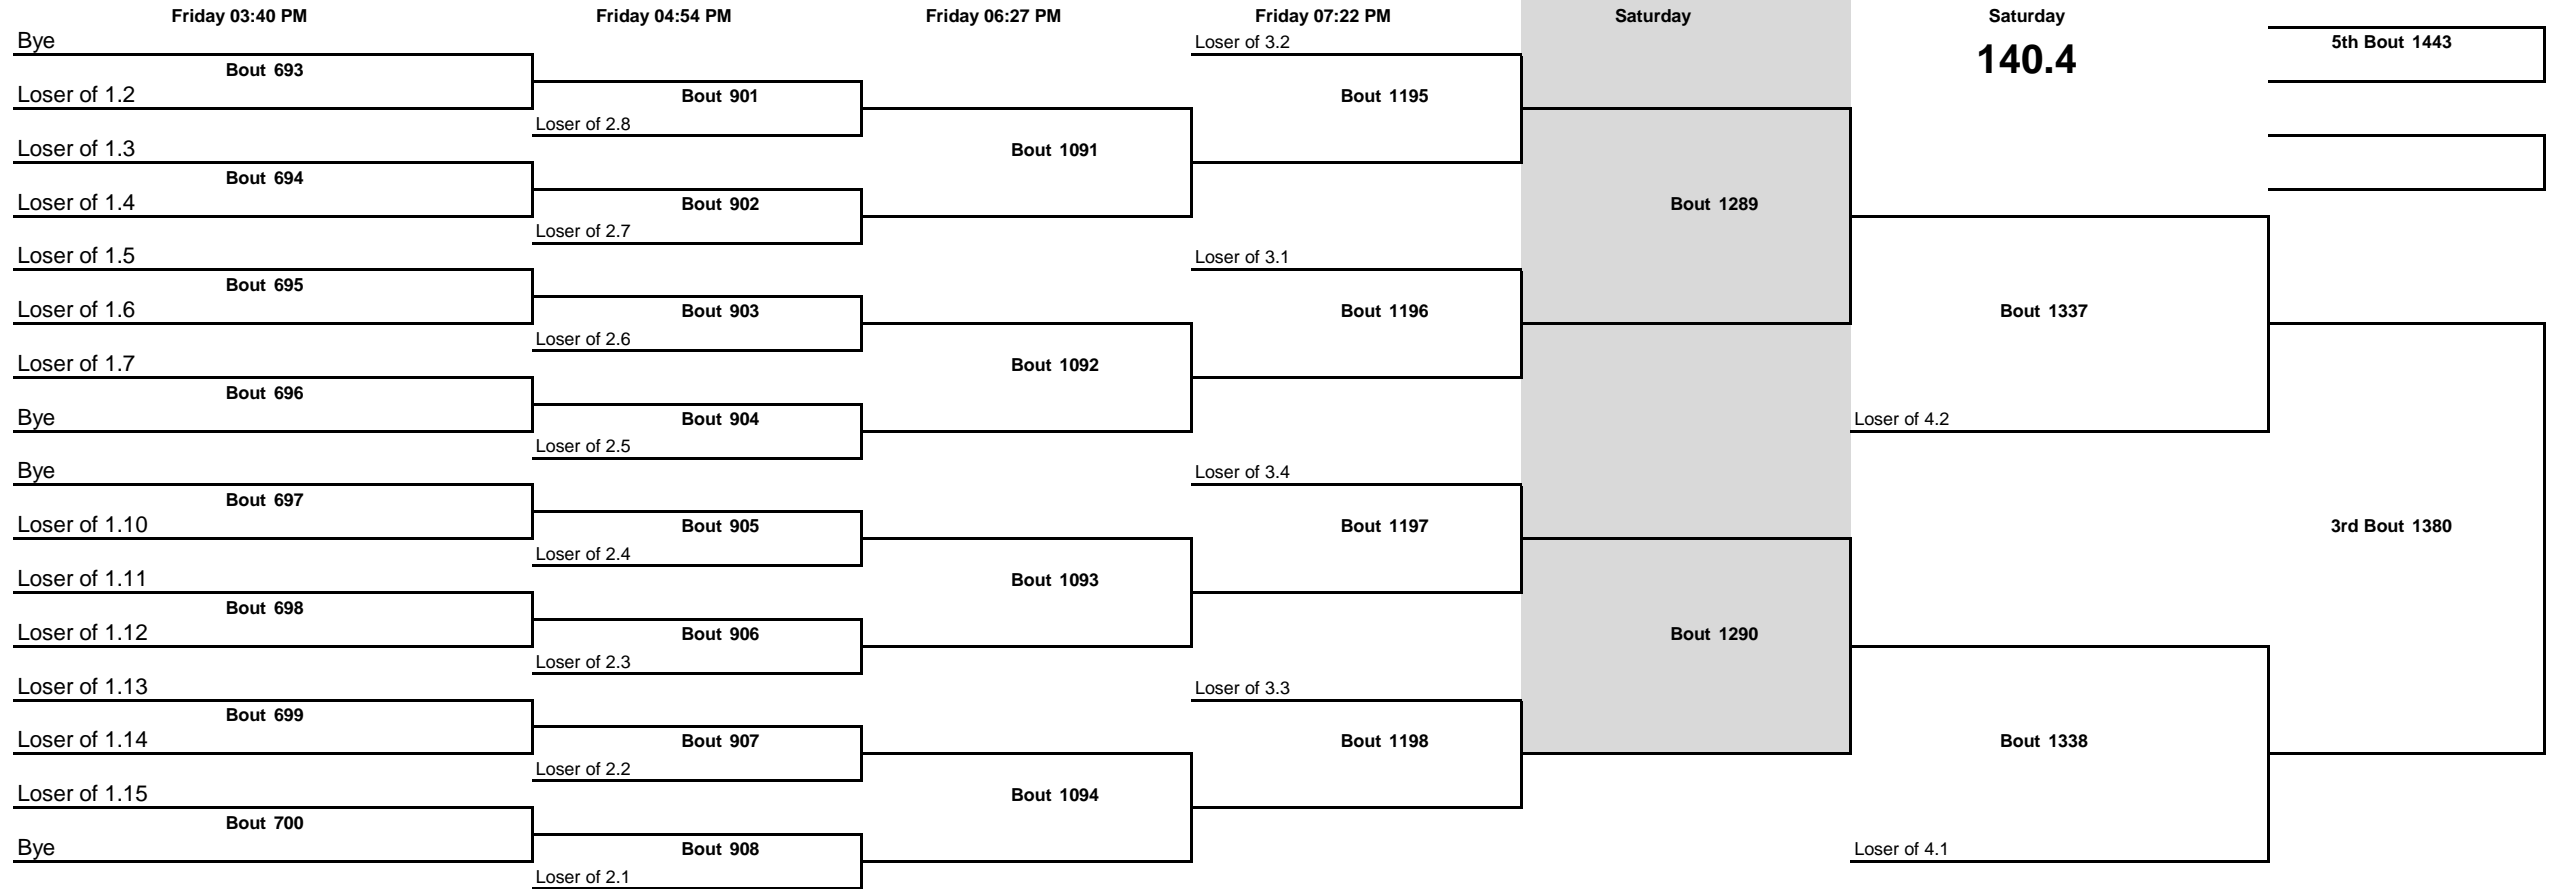 Friday 03:40 PM
Friday 04:54 PM
Friday 06:27 PM
Friday 07:22 PM
Saturday
Saturday
140.4
Bye
Bout 693
Loser of 1.2
Loser of 1.3
Bout 694
Loser of 1.4
Loser of 1.5
Bout 695
Loser of 1.6
Loser of 1.7
Bout 696
Bye
Bye
Bout 697
Loser of 1.10
Loser of 1.11
Bout 698
Loser of 1.12
Loser of 1.13
Bout 699
Loser of 1.14
Loser of 1.15
Bout 700
Bye
Bout 901
Loser of 2.8
Bout 902
Loser of 2.7
Bout 903
Loser of 2.6
Bout 904
Loser of 2.5
Bout 905
Loser of 2.4
Bout 906
Loser of 2.3
Bout 907
Loser of 2.2
Bout 908
Loser of 2.1
Bout 1091
Bout 1092
Bout 1093
Bout 1094
Loser of 3.2
Bout 1195
Loser of 3.1
Bout 1196
Loser of 3.4
Bout 1197
Loser of 3.3
Bout 1198
Bout 1289
Bout 1290
Bout 1337
Loser of 4.2
Bout 1338
Loser of 4.1
5th Bout 1443
3rd Bout 1380